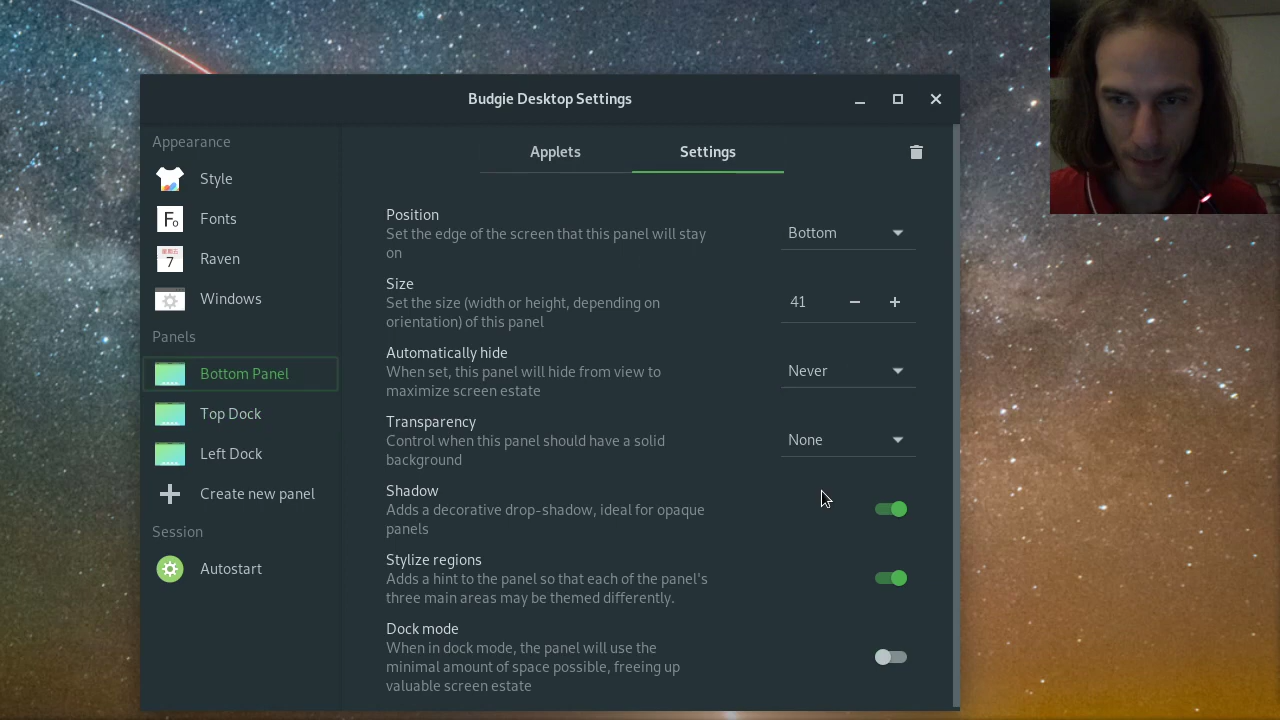 Budgie Desktop Settings
Appearance
Style
Fonts
Raven
Windows
Panels
Bottom Panel
Top Dock
Left Dock
Create new panel
Session
Autostart
Applets
Settings
Position
Set the edge of the screen that this panel will stay
on
Bottom
Size
Set the size (width or height, depending on
orientation) of this panel
41
Automatically hide
When set, this panel will hide from view to
maximize screen estate
Never
Transparency
Control when this panel should have a solid
background
None
Shadow
Adds a decorative drop-shadow, ideal for opaque
panels
Stylize regions
Adds a hint to the panel so that each of the panel's
three main areas may be themed differently.
Dock mode
When in dock mode, the panel will use the
minimal amount of space possible, freeing up
valuable screen estate